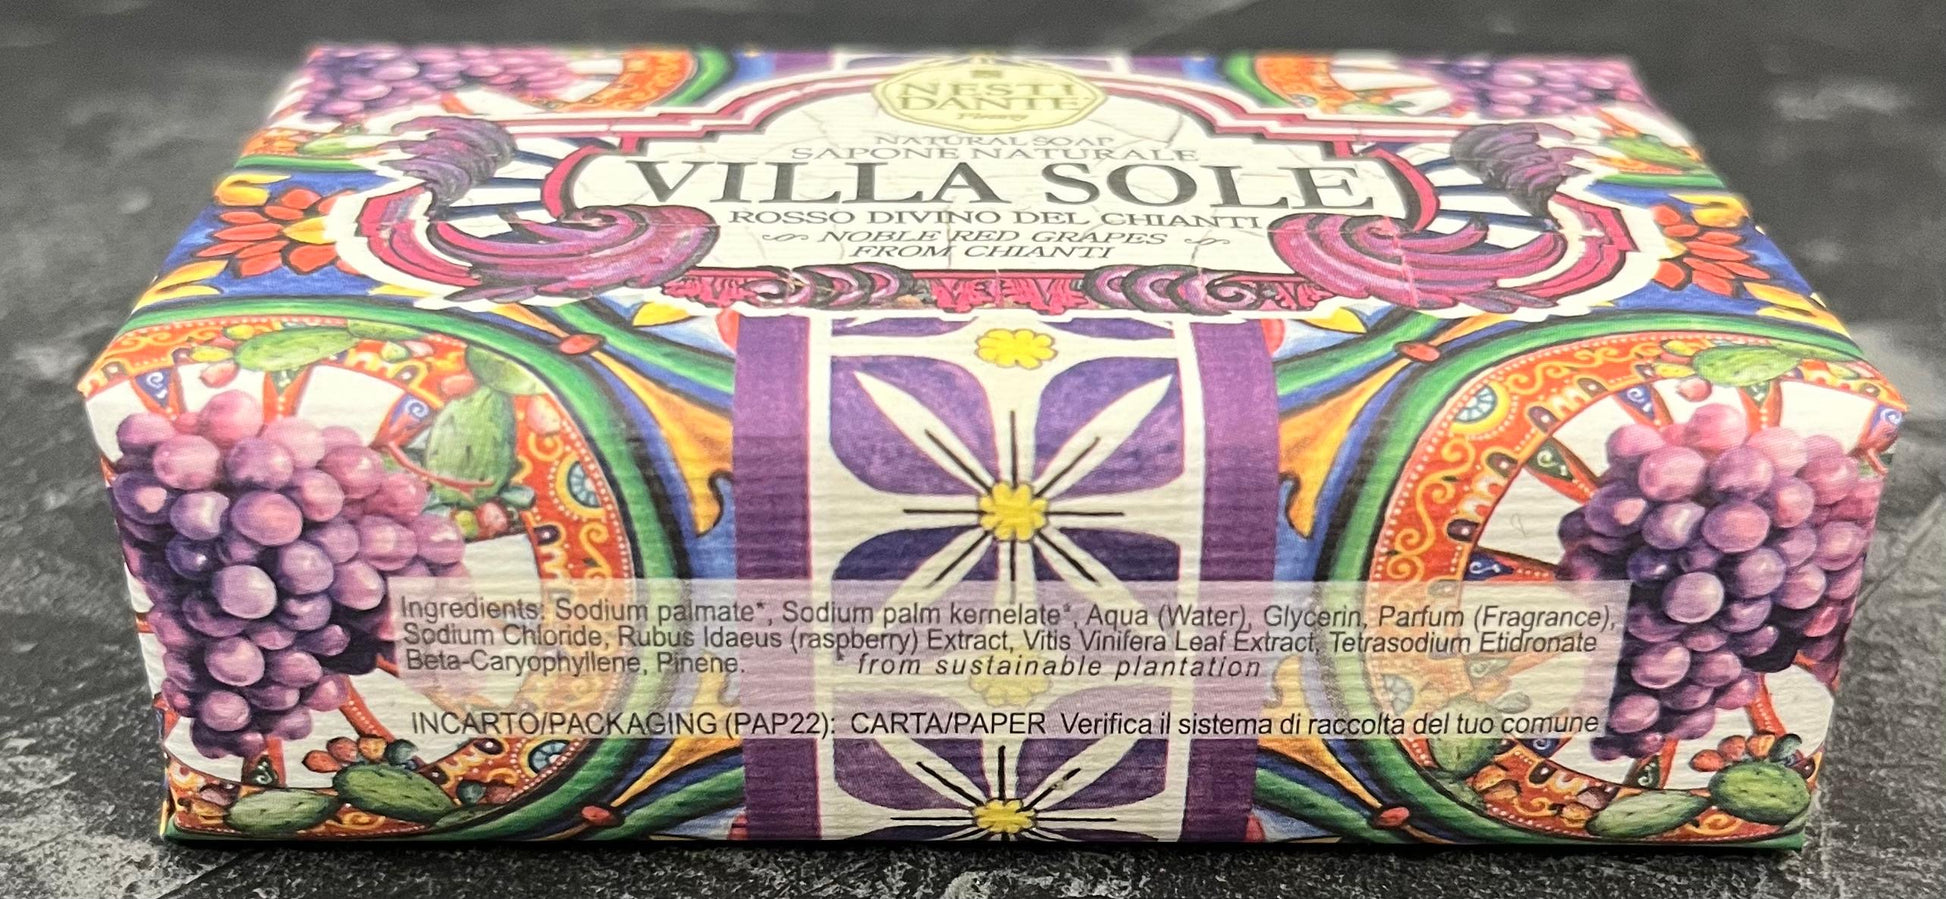 NESTI
DANTE
Firenze
NATURAL SOAP
SAPONE NATURALE
VILLA SOLE
ROSSO DIVINO DEL CHIANTI
NOBLE RED GRAPES
FROM CHIANTI
Ingredients: Sodium palmate*, Sodium palm kernelate*, Aqua (Water), Glycerin, Parfum (Fragrance),
Sodium Chloride, Rubus Idaeus (raspberry) Extract, Vitis Vinifera Leaf Extract, Tetrasodium Etidronate
Beta-Caryophyllene, Pinene. * from sustainable plantation
INCARTO/PACKAGING (PAP22): CARTA/PAPER Verifica il sistema di raccolta del tuo comune